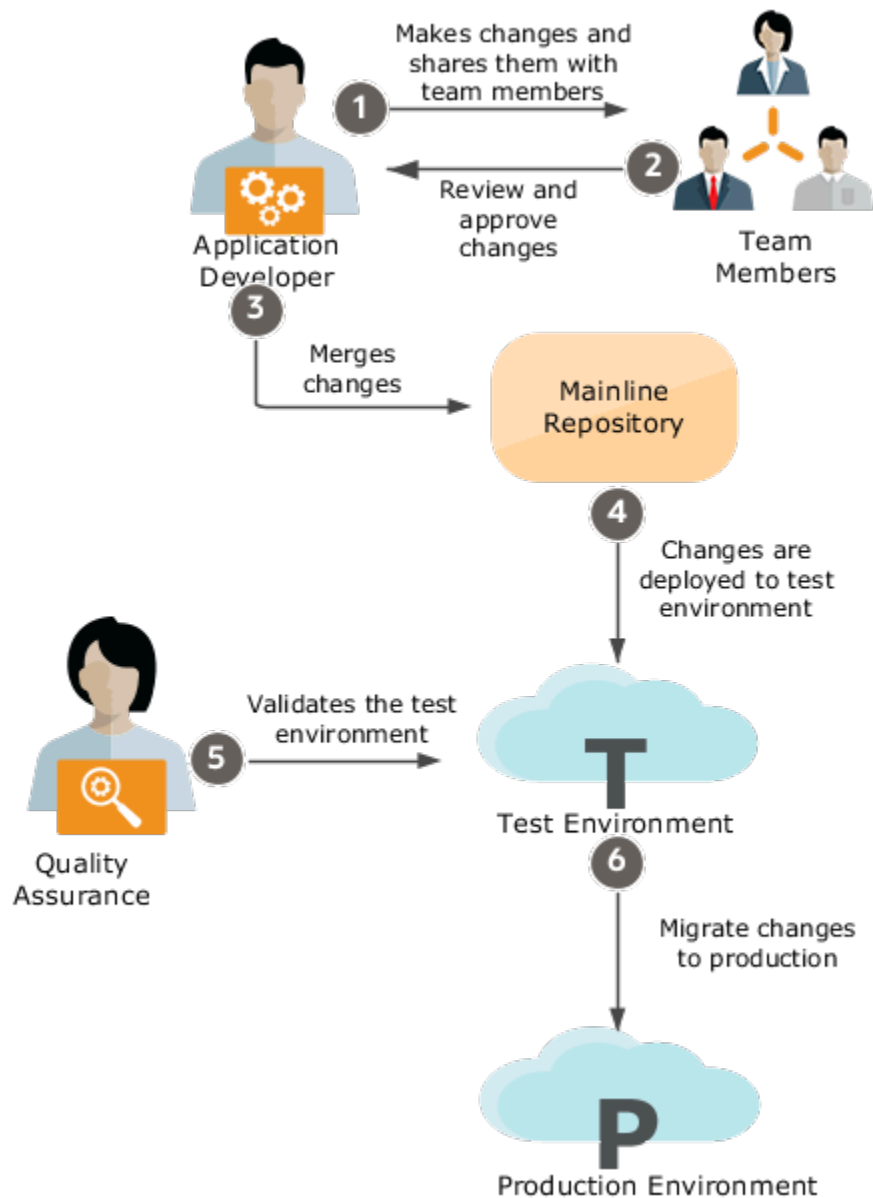 Makes changes and
shares them with
team members
1
2
Review and
approve
changes
Application
Developer
Team
Members
3
Merges
changes
Mainline
Repository
4
Changes are
deployed to test
environment
Validates the test
environment
5
T
Test Environment
Quality
Assurance
6
Migrate changes
to production
P
Production Environment